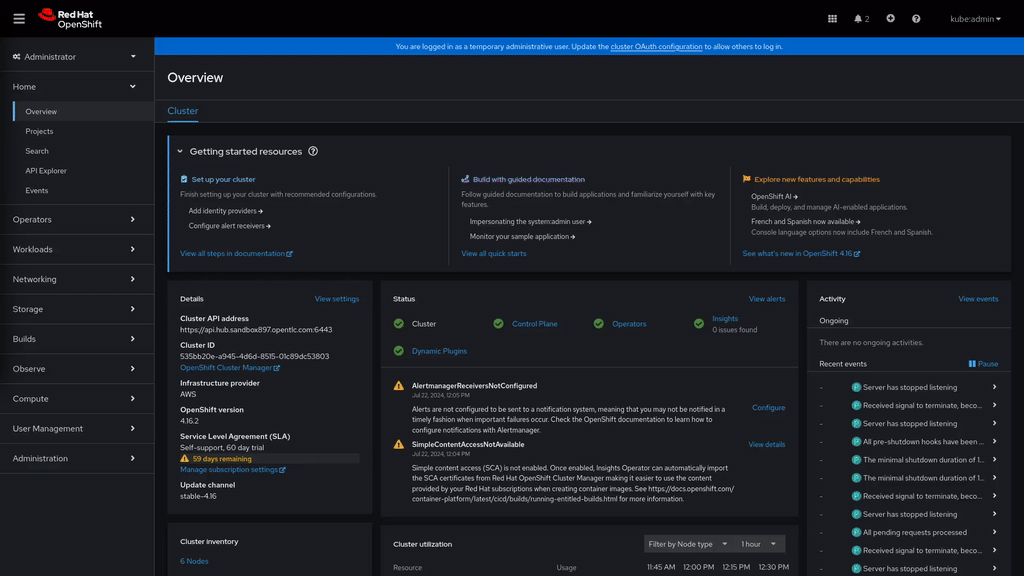 Red Hat
OpenShift
2
kube:admin
You are logged in as a temporary administrative user. Update the cluster OAuth configuration to allow others to log in.
Administrator
Home
Overview
Projects
Search
API Explorer
Events
Operators
Workloads
Networking
Storage
Builds
Observe
Compute
User Management
Administration
Overview
Cluster
Getting started resources
Set up your cluster
Finish setting up your cluster with recommended configurations.
Add identity providers
Configure alert receivers
View all steps in documentation
Build with guided documentation
Follow guided documentation to build applications and familiarize yourself with key
features.
Impersonating the system:admin user
Monitor your sample application
View all quick starts
Explore new features and capabilities
OpenShift AI
Build, deploy, and manage AI-enabled applications.
French and Spanish now available
Console language options now include French and Spanish.
See what's new in OpenShift 4.16
Details
View settings
Cluster API address
https://api.hub.sandbox897.opentlc.com:6443
Cluster ID
535bb20e-a945-4d6d-8515-01c89dc53803
OpenShift Cluster Manager
Infrastructure provider
AWS
OpenShift version
4.16.2
Service Level Agreement (SLA)
Self-support, 60 day trial
59 days remaining
Manage subscription settings
Update channel
stable-4.16
Cluster inventory
6 Nodes
Status
View alerts
Cluster
Control Plane
Operators
Insights
0 issues found
Dynamic Plugins
AlertmanagerReceiversNotConfigured
Jul 22, 2024, 12:05 PM
Alerts are not configured to be sent to a notification system, meaning that you may not be notified in a
timely fashion when important failures occur. Check the OpenShift documentation to learn how to
configure notifications with Alertmanager.
Configure
SimpleContentAccessNotAvailable
Jul 22, 2024, 12:04 PM
Simple content access (SCA) is not enabled. Once enabled, Insights Operator can automatically import
the SCA certificates from Red Hat OpenShift Cluster Manager making it easier to use the content
provided by your Red Hat subscriptions when creating container images. See https://docs.openshift.com/
container-platform/latest/cicd/builds/running-entitled-builds.html for more information.
View details
Cluster utilization
Filter by Node type
1 hour
Resource
Usage
11:45 AM 12:00 PM 12:15 PM 12:30 PM
Activity
View events
Ongoing
There are no ongoing activities.
Recent events
Pause
- P Server has stopped listening
- P Received signal to terminate, beco...
- P Server has stopped listening
- P All pre-shutdown hooks have been ...
- P The minimal shutdown duration of 1...
- P The minimal shutdown duration of 1...
- P Received signal to terminate, beco...
- P Server has stopped listening
- P All pending requests processed
- P Received signal to terminate, beco...
- P Server has stopped listening